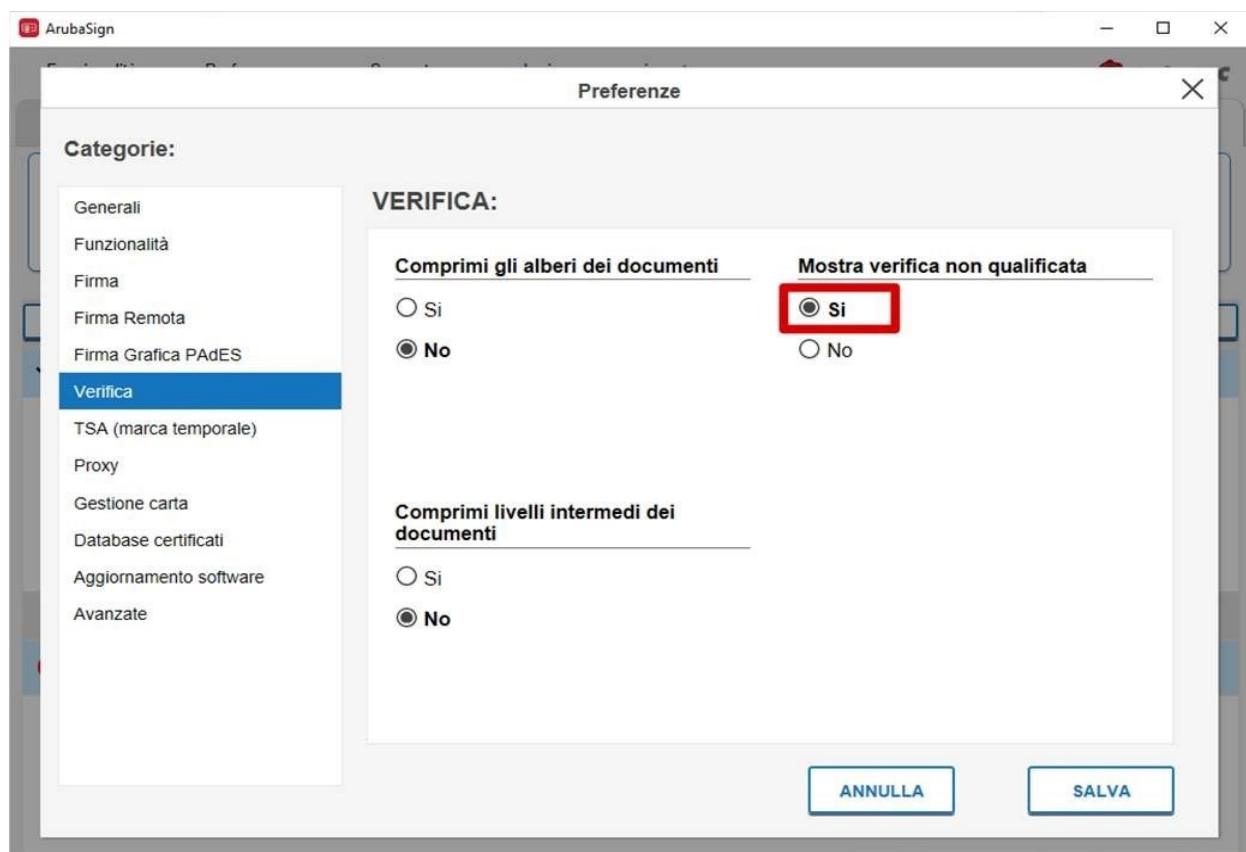 ArubaSign
Preferenze
Categorie:
Generali
Funzionalità
Firma
Firma Remota
Firma Grafica PAdES
Verifica
TSA (marca temporale)
Proxy
Gestione carta
Database certificati
Aggiornamento software
Avanzate
VERIFICA:
Comprimi gli alberi dei documenti
Si
No
Mostra verifica non qualificata
Si
No
Comprimi livelli intermedi dei
documenti
Si
No
ANNULLA
SALVA